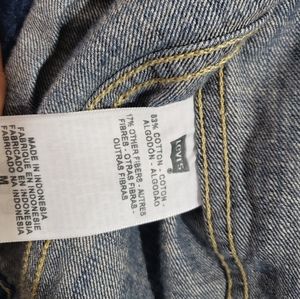 LEVI'S
®
83% COTTON - COTON -
ALGODÓN - ALGODÃO
17% OTHER FIBERS - AUTRES
FIBRES - OTRAS FIBRAS -
OUTRAS FIBRAS
MADE IN INDONESIA
FABRIQUÉ EN INDONESIE
FABRICADO EN INDONESIA
FABRICADO NA INDONESIA
M